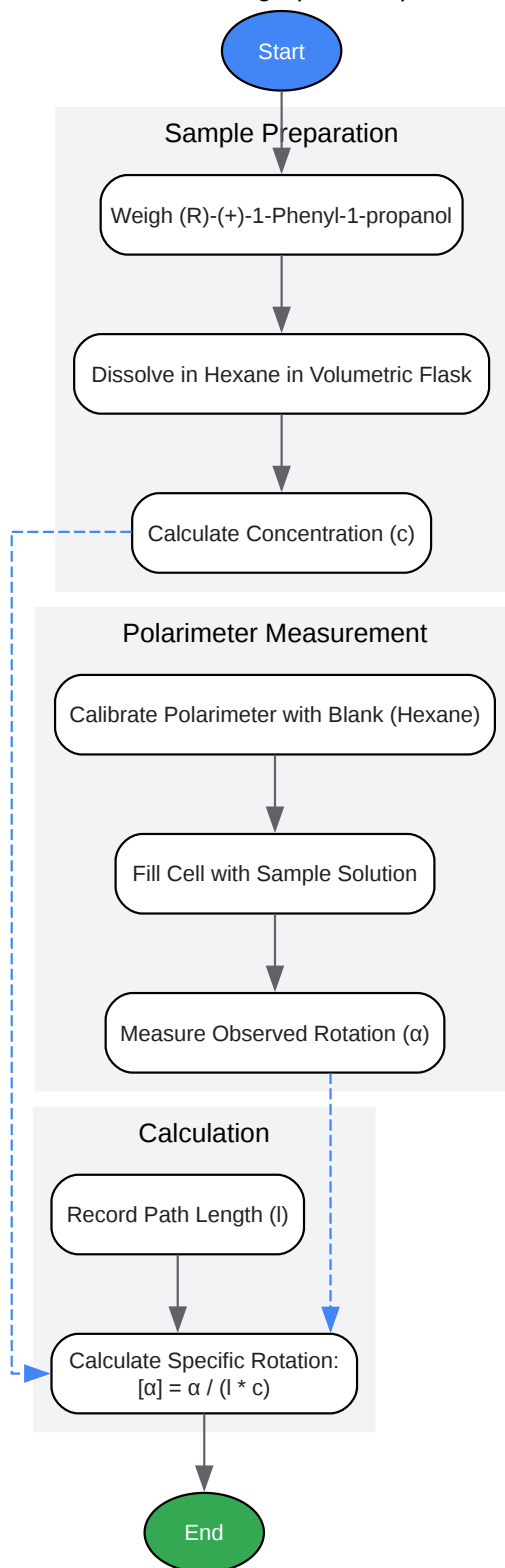 Start
Sample Preparation
Weigh (R)-(+)-1-Phenyl-1-propanol
Dissolve in Hexane in Volumetric Flask
Calculate Concentration (c)
Polarimeter Measurement
Calibrate Polarimeter with Blank (Hexane)
Fill Cell with Sample Solution
Measure Observed Rotation (α)
Calculation
Record Path Length (l)
Calculate Specific Rotation:
[α] = α / (l * c)
End